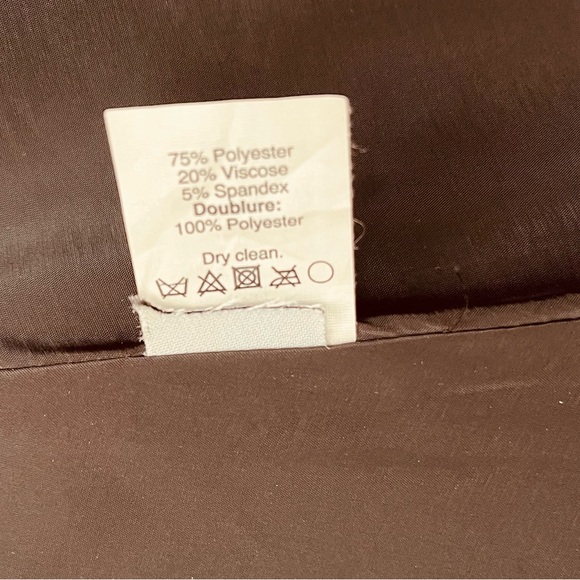 75% Polyester
20% Viscose
5% Spandex
Doublure:
100% Polyester
Dry clean.